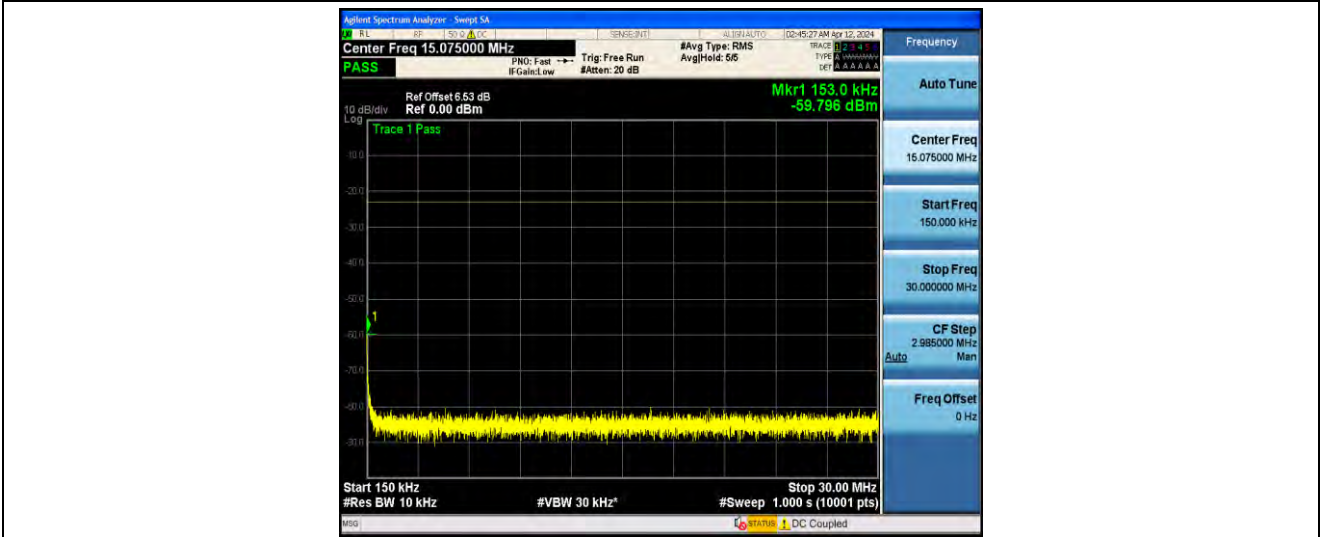 Agilent Spectrum Analyzer - Swept SA
RL RF 50 Ω DC SENSE:INT ALIGN AUTO 02:45:27 AM Apr 12, 2024
Center Freq 15.075000 MHz
#Avg Type: RMS
TRACE 1 2 3 4 5 6
PASS
PNO: Fast
Trig: Free Run
Avg|Hold: 5/5
TYPE A
IFGain:Low
#Atten: 20 dB
DET A A A A A A
Mkr1 153.0 kHz
-59.796 dBm
Ref Offset 6.53 dB
10 dB/div
Ref 0.00 dBm
Log
Trace 1 Pass
-10.0
-20.0
-30.0
-40.0
-50.0
1
-60.0
-70.0
-80.0
-90.0
Start 150 kHz
Stop 30.00 MHz
#Res BW 10 kHz
#VBW 30 kHz*
#Sweep 1.000 s (10001 pts)
MSG
STATUS
DC Coupled
Frequency
Auto Tune
Center Freq
15.075000 MHz
Start Freq
150.000 kHz
Stop Freq
30.000000 MHz
CF Step
2.985000 MHz
Auto Man
Freq Offset
0 Hz